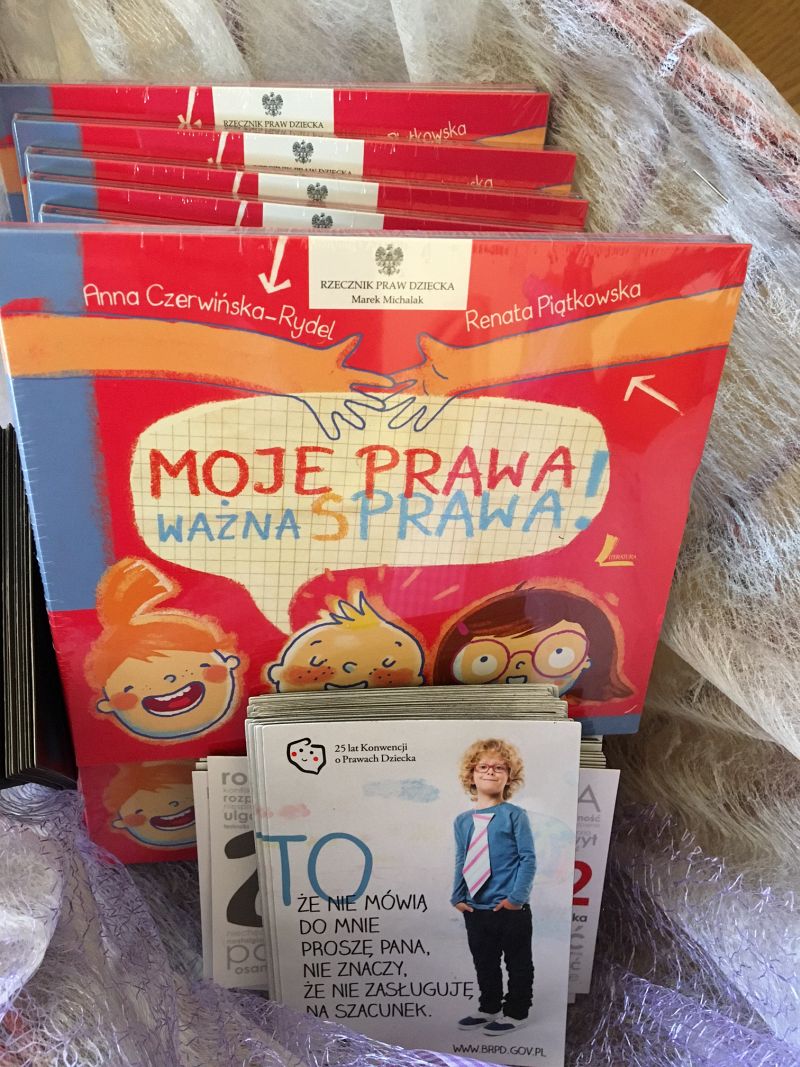 RZECZNIK PRAW DZIECKA
Piątkowska
RZECZNIK PRAW DZIECKA
RZECZNIK PRAW DZIECKA
Marek Michalak
Anna Czerwińska-Rydel
Renata Piątkowska
MOJE PRAWA
WAŻNA SPRAWA!
LITERATURA
25 lat Konwencji
o Prawach Dziecka
TO
ŻE NIE MÓWIĄ
DO MNIE
PROSZĘ PANA,
NIE ZNACZY,
ŻE NIE ZASŁUGUJĘ
NA SZACUNEK.
WWW.BRPD.GOV.PL